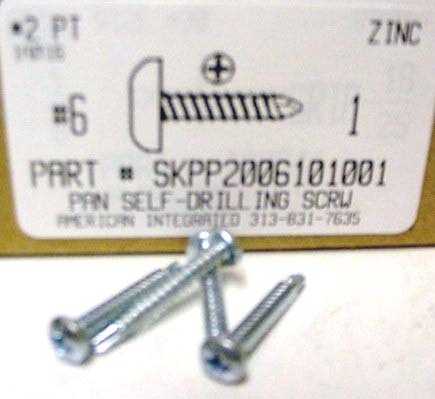 #2 PT ZINC
#6 1
PART # SKPP2006101001
PAN SELF-DRILLING SCRW
AMERICAN INTEGRATED 313-831-7635